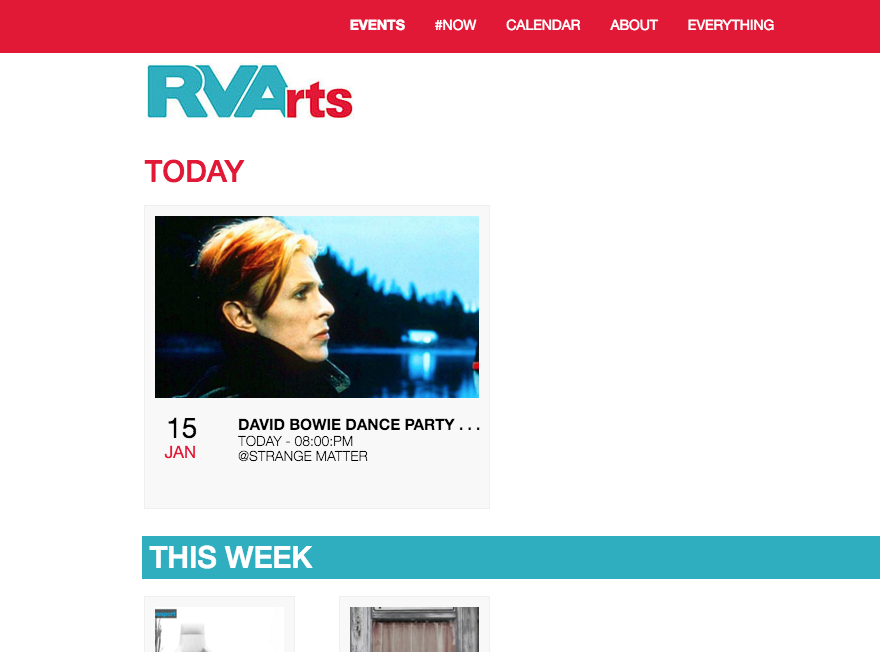 EVENTS #NOW CALENDAR ABOUT EVERYTHING
RVArts
TODAY
15
JAN
DAVID BOWIE DANCE PARTY . . .
TODAY - 08:00:PM
@STRANGE MATTER
THIS WEEK